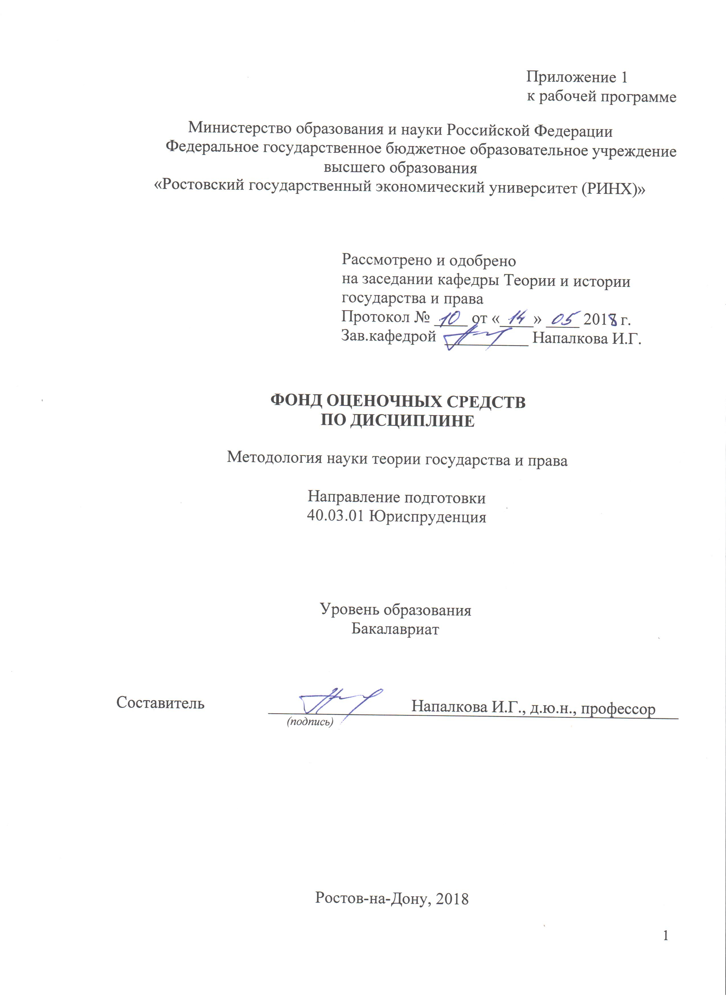 Приложение 1
к рабочей программе
Министерство образования и науки Российской Федерации
Федеральное государственное бюджетное образовательное учреждение
высшего образования
«Ростовский государственный экономический университет (РИНХ)»
Рассмотрено и одобрено
на заседании кафедры Теории и истории
государства и права
Протокол № 10 от «14» 05 2018 г.
Зав.кафедрой ____________ Напалкова И.Г.
ФОНД ОЦЕНОЧНЫХ СРЕДСТВ
ПО ДИСЦИПЛИНЕ
Методология науки теории государства и права
Направление подготовки
40.03.01 Юриспруденция
Уровень образования
Бакалавриат
Составитель Напалкова И.Г., д.ю.н., профессор
(подпись)
Ростов-на-Дону, 2018
1